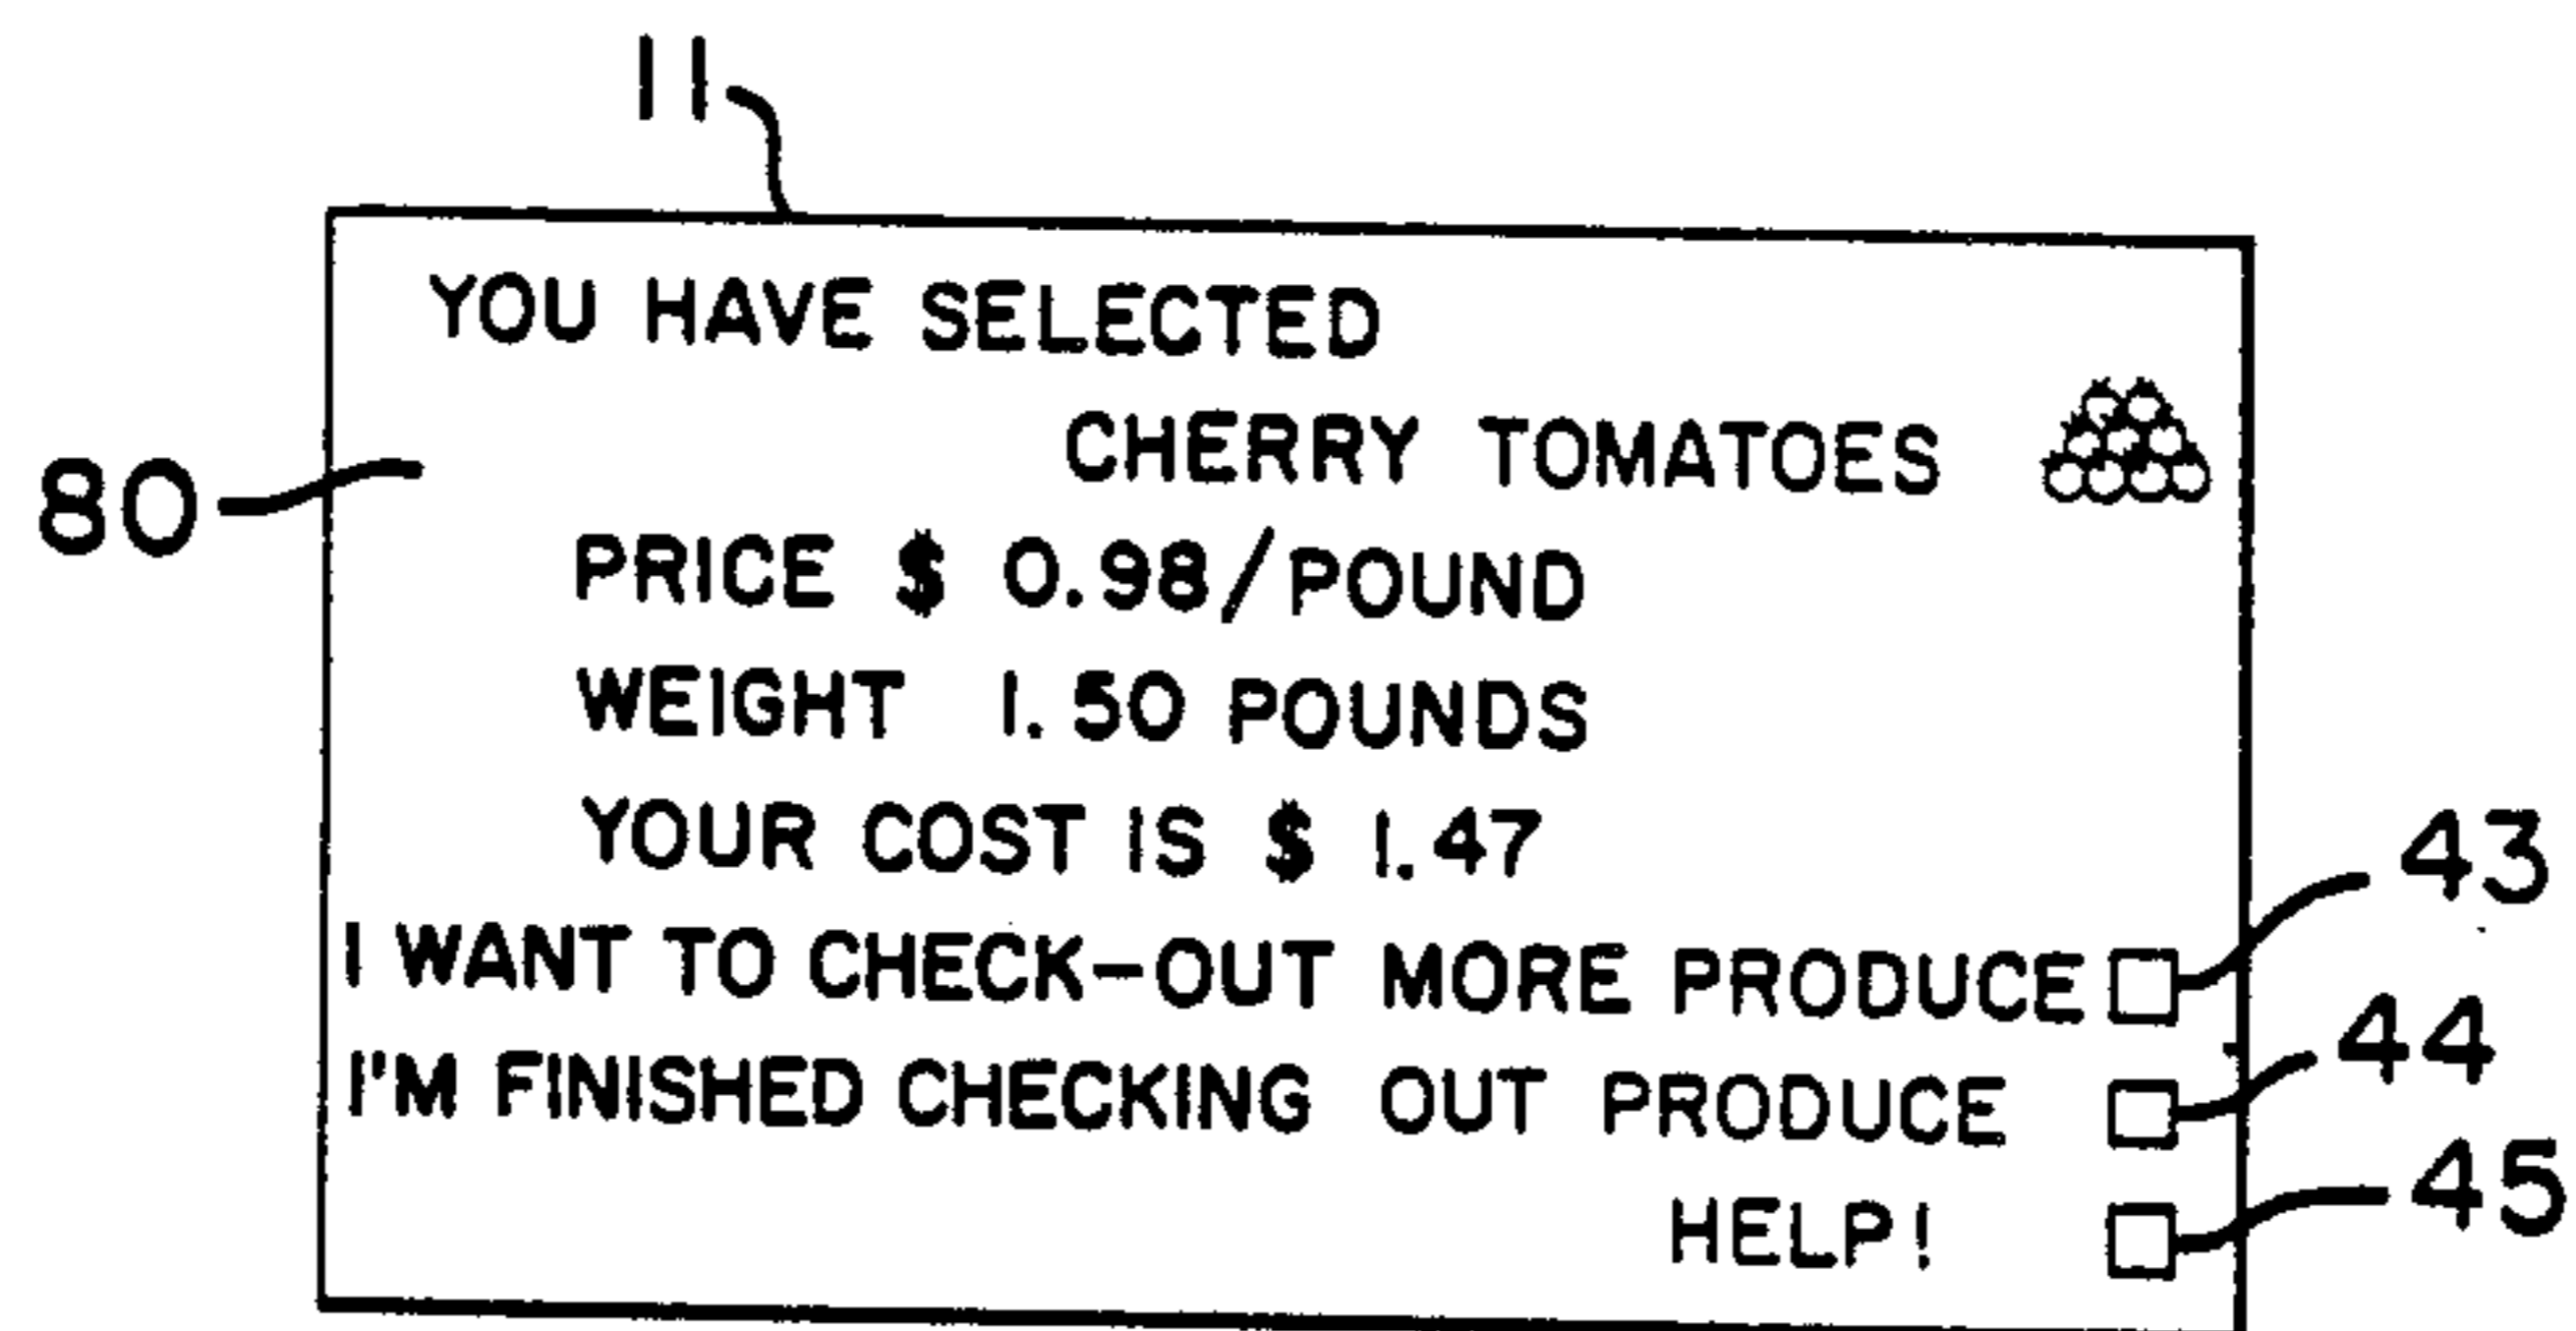 11
YOU HAVE SELECTED
CHERRY TOMATOES
80
PRICE $ 0.98/POUND
WEIGHT 1.50 POUNDS
YOUR COST IS $ 1.47
43
I WANT TO CHECK-OUT MORE PRODUCE
44
I'M FINISHED CHECKING OUT PRODUCE
45
HELP!